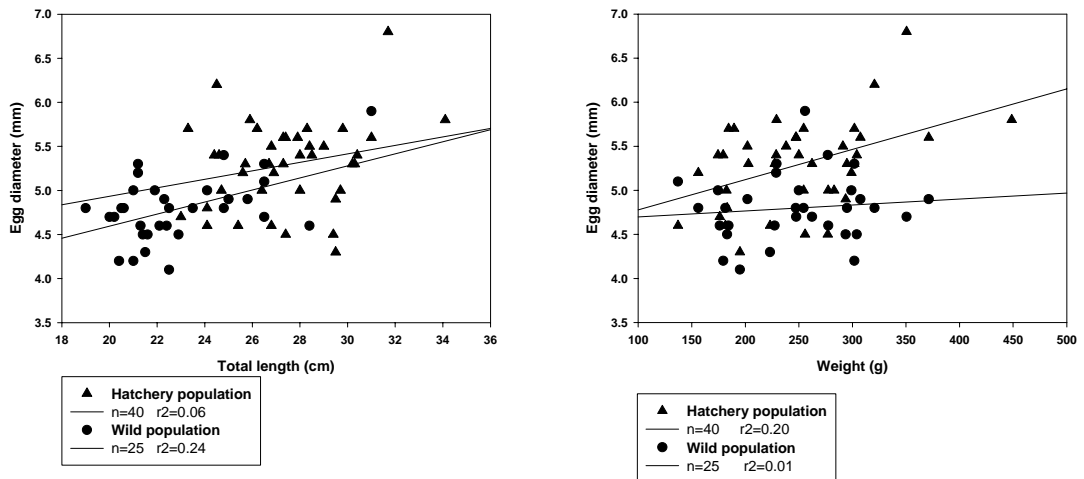 7.0
6.5
6.0
5.5
5.0
4.5
4.0
3.5
Egg diameter (mm)
18 20 22 24 26 28 30 32 34 36
Total length (cm)
Hatchery population
n=40 r2=0.06
Wild population
n=25 r2=0.24
7.0
6.5
6.0
5.5
5.0
4.5
4.0
3.5
Egg diameter (mm)
100 150 200 250 300 350 400 450 500
Weight (g)
Hatchery population
n=40 r2=0.20
Wild population
n=25 r2=0.01